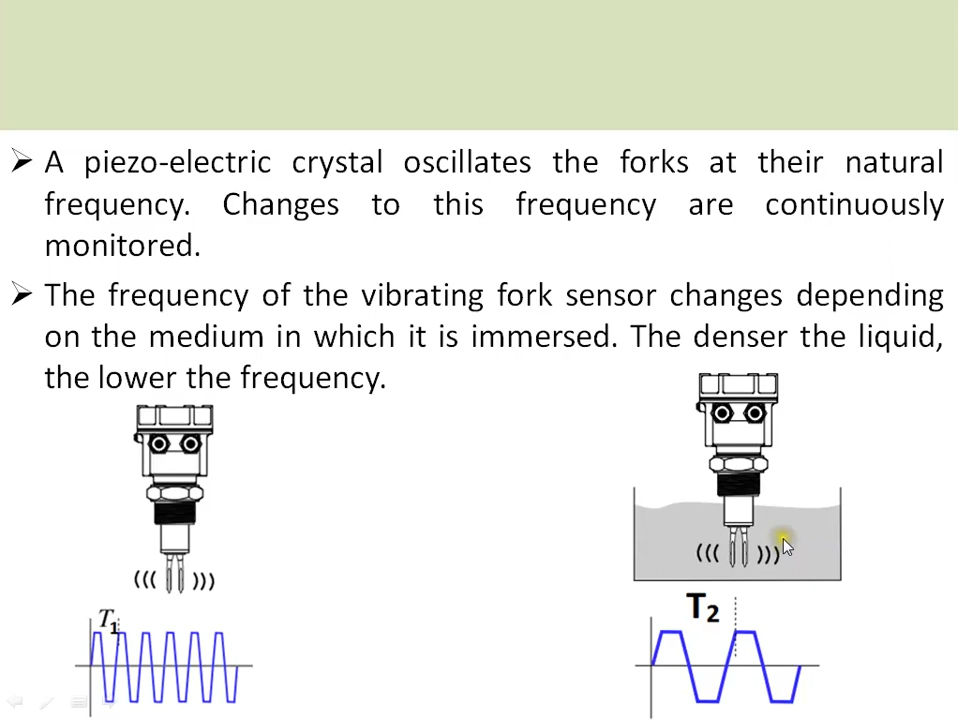 ➢ A piezo-electric crystal oscillates the forks at their natural
frequency. Changes to this frequency are continuously
monitored.
➢ The frequency of the vibrating fork sensor changes depending
on the medium in which it is immersed. The denser the liquid,
the lower the frequency.
T₁
T₂